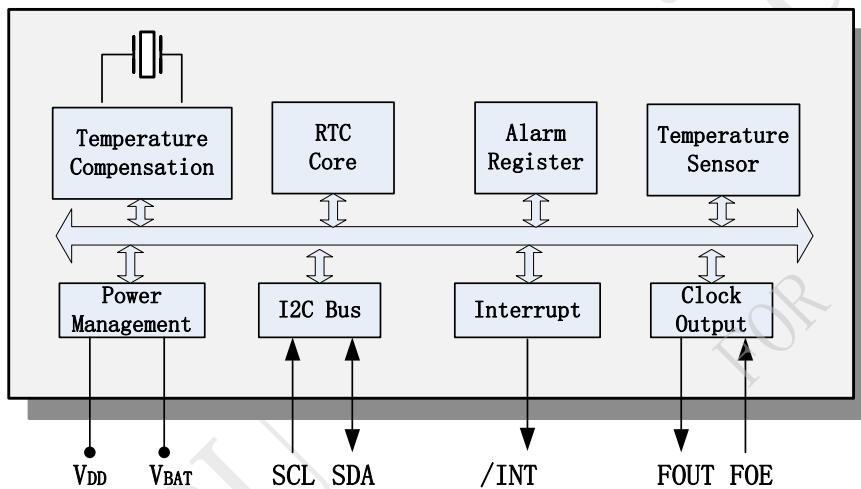 Temperature
Compensation
RTC
Core
Alarm
Register
Temperature
Sensor
Power
Management
I2C Bus
Interrupt
Clock
Output
FOR
VDD VBAT SCL SDA /INT FOUT FOE